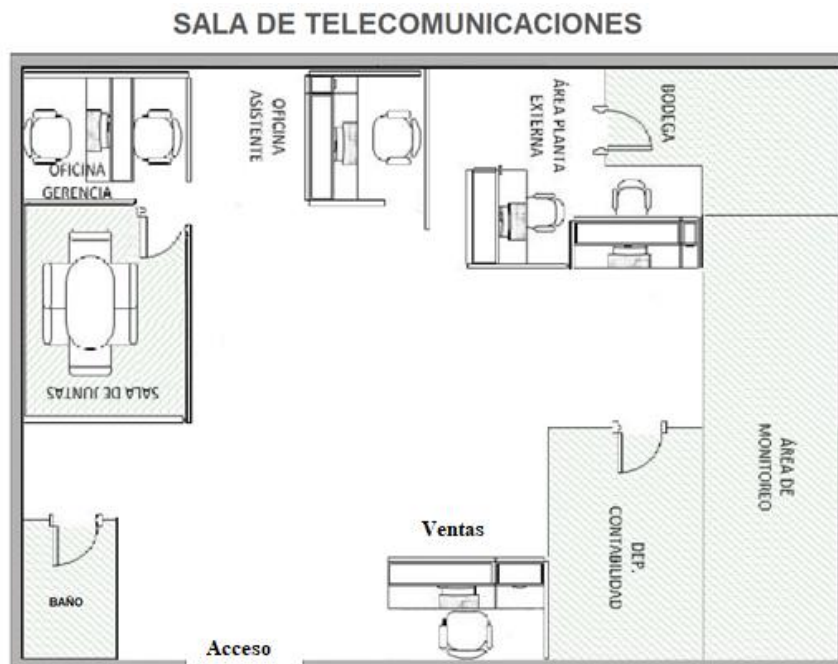 SALA DE TELECOMUNICACIONES
OFICINA
GERENCIA
OFICINA
ASISTENTE
ÁREA PLANTA
EXTERNA
BODEGA
SALA DE JUNTAS
ÁREA DE
MONITOREO
Ventas
DEP.
CONTABILIDAD
BAÑO
Acceso